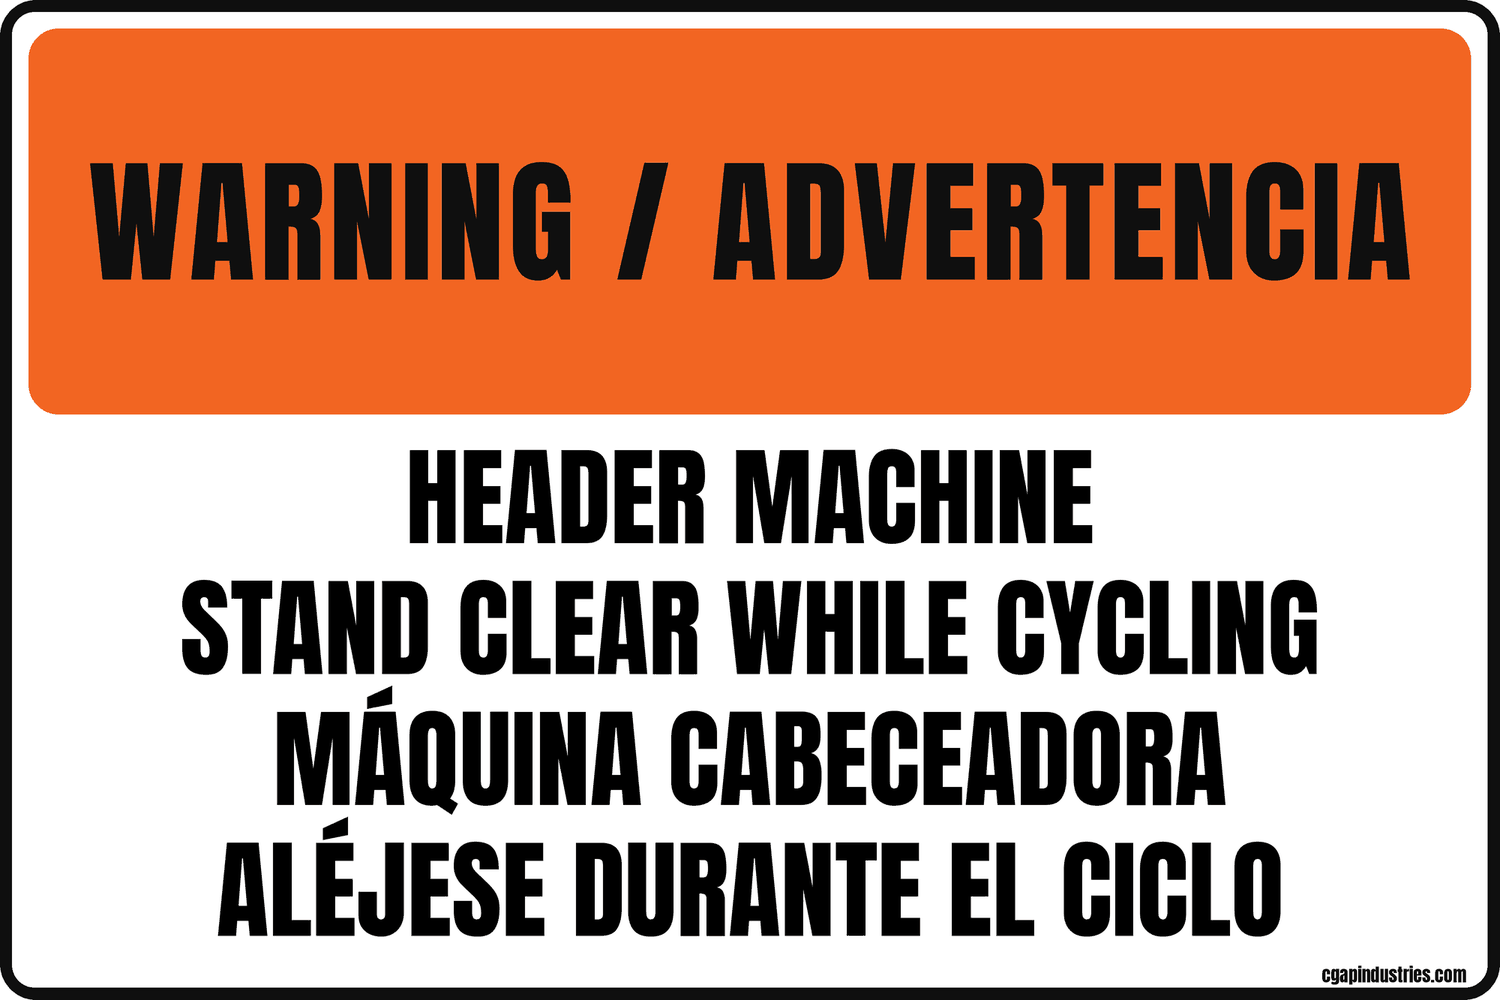 WARNING / ADVERTENCIA
HEADER MACHINE
STAND CLEAR WHILE CYCLING
MÁQUINA CABECEADORA
ALÉJESE DURANTE EL CICLO
cgapindustries.com